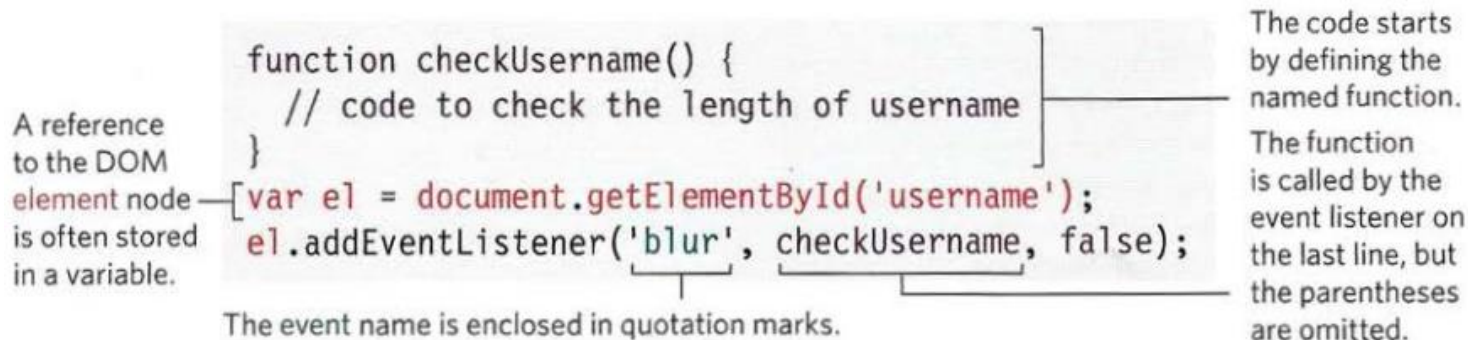 function checkUsername() {
// code to check the length of username
}
var el = document.getElementById('username');
el.addEventListener('blur', checkUsername, false);
A reference
to the DOM
element node
is often stored
in a variable.
The event name is enclosed in quotation marks.
The code starts
by defining the
named function.
The function
is called by the
event listener on
the last line, but
the parentheses
are omitted.